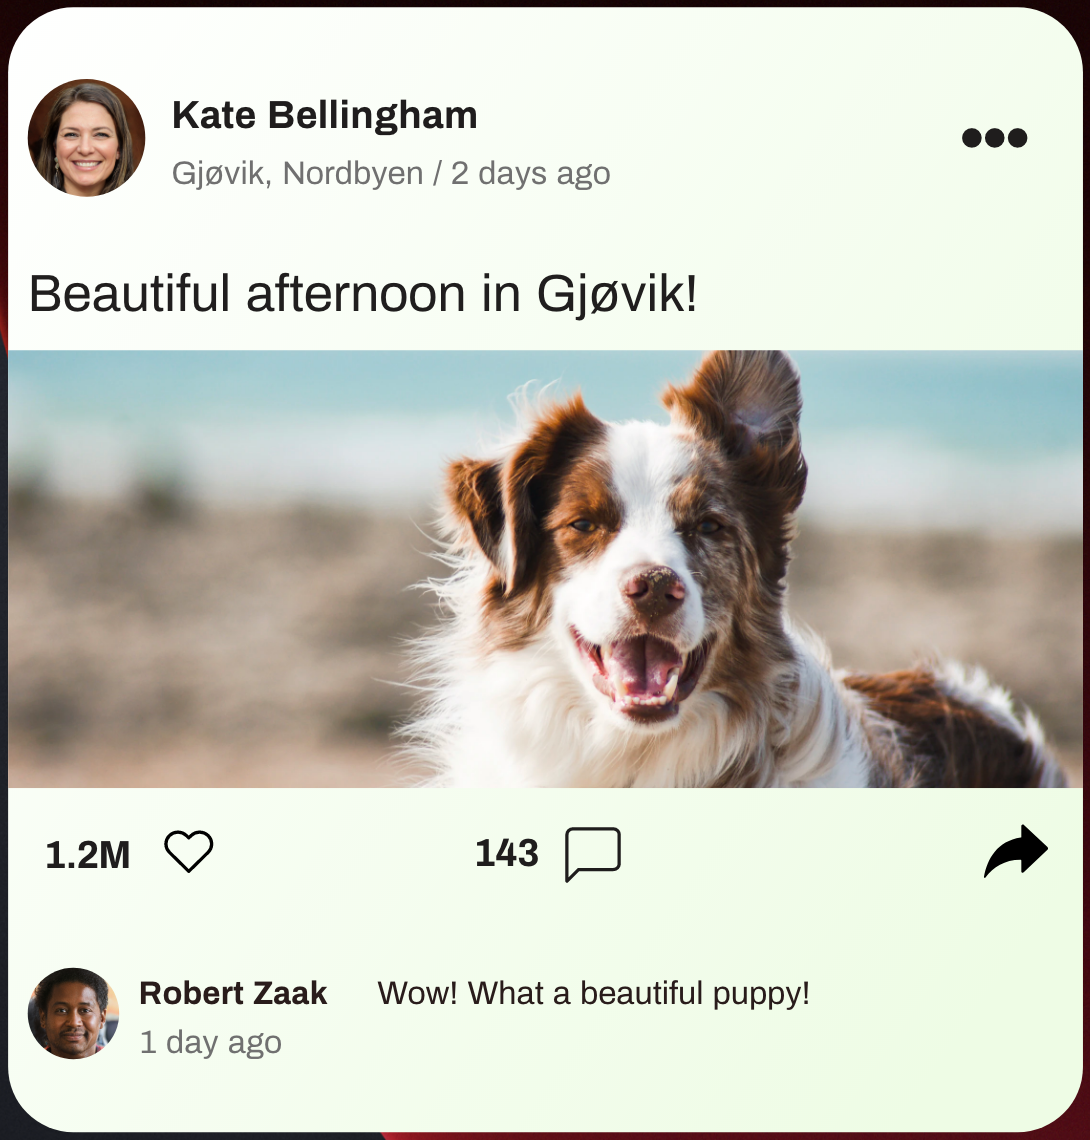 Kate Bellingham
Gjøvik, Nordbyen / 2 days ago
Beautiful afternoon in Gjøvik!
1.2M
143
Robert Zaak Wow! What a beautiful puppy!
1 day ago